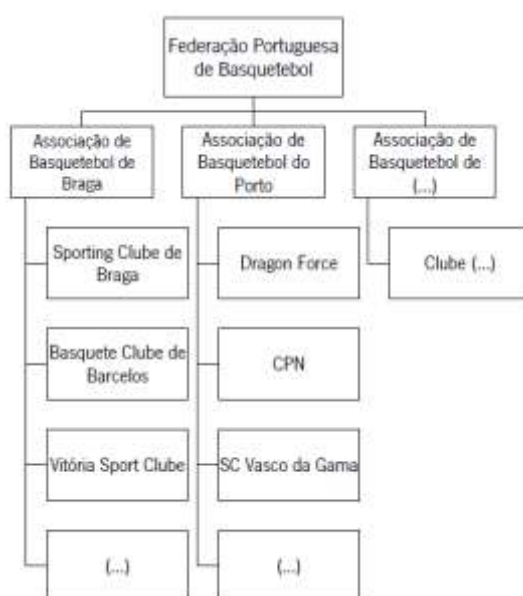 Federação Portuguesa
de Basquetebol
Associação de
Basquetebol de
Braga
Associação de
Basquetebol do
Porto
Associação de
Basquetebol de
(...)
Sporting Clube de
Braga
Dragon Force
Clube (...)
Basquete Clube de
Barcelos
CPN
Vitória Sport Clube
SC Vasco da Gama
(...)
(...)